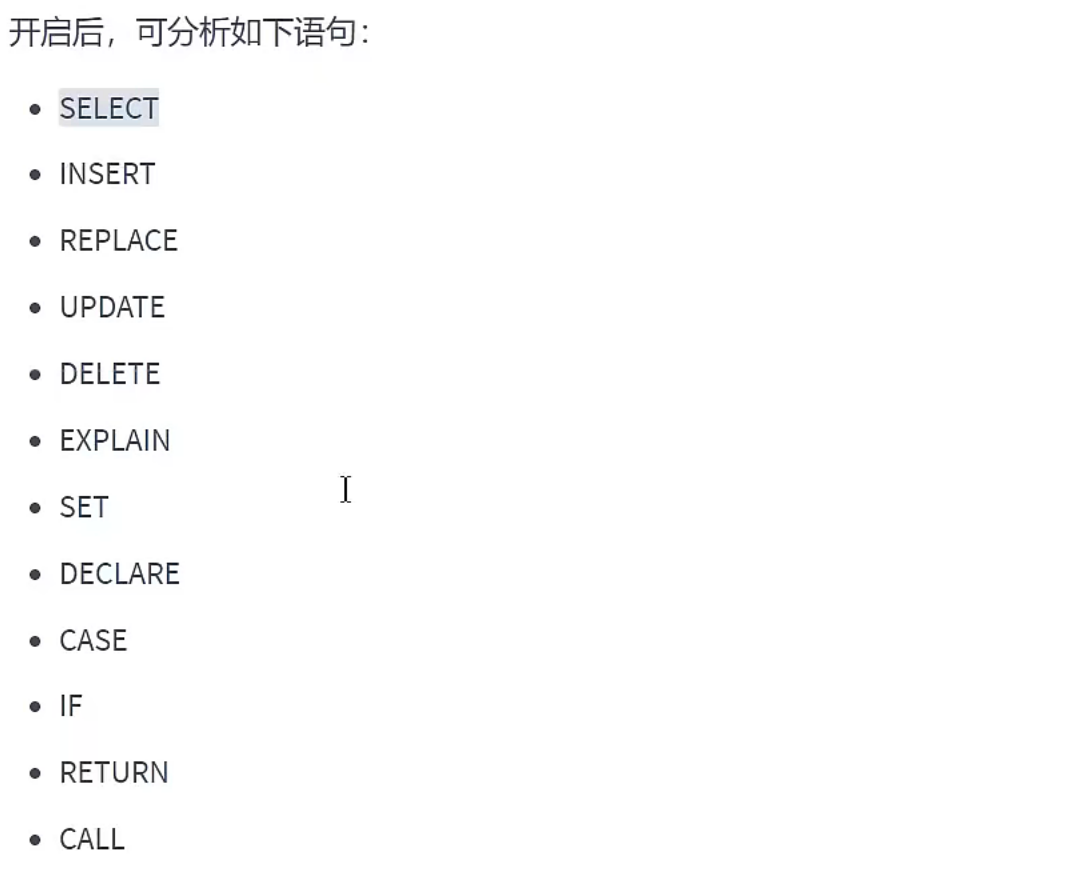 开启后，可分析如下语句：
SELECT
INSERT
REPLACE
UPDATE
DELETE
EXPLAIN
SET
DECLARE
CASE
IF
RETURN
CALL